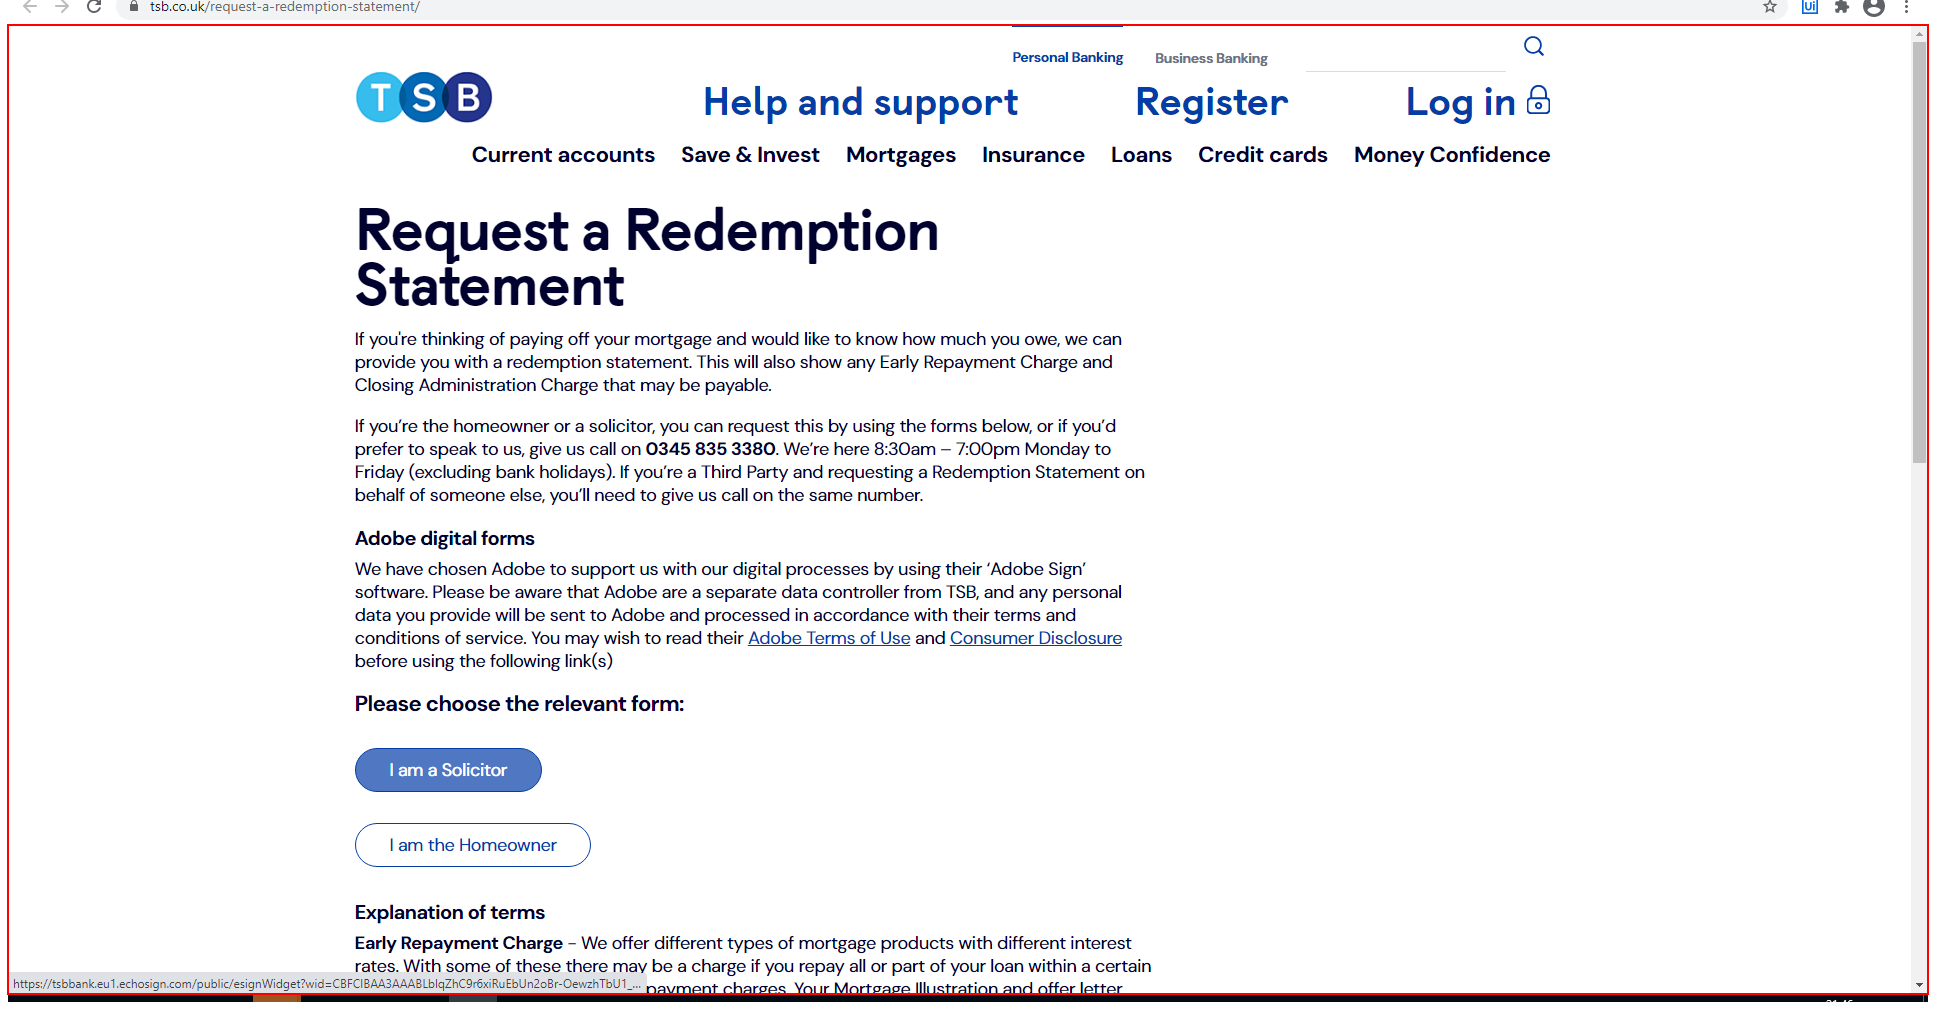 tsb.co.uk/request-a-redemption-statement/
Ui
Personal Banking
Business Banking
TSB
Help and support
Register
Log in
Current accounts
Save & Invest
Mortgages
Insurance
Loans
Credit cards
Money Confidence
Request a Redemption
Statement
If you're thinking of paying off your mortgage and would like to know how much you owe, we can
provide you with a redemption statement. This will also show any Early Repayment Charge and
Closing Administration Charge that may be payable.
If you’re the homeowner or a solicitor, you can request this by using the forms below, or if you’d
prefer to speak to us, give us call on 0345 835 3380. We’re here 8:30am – 7:00pm Monday to
Friday (excluding bank holidays). If you’re a Third Party and requesting a Redemption Statement on
behalf of someone else, you’ll need to give us call on the same number.
Adobe digital forms
We have chosen Adobe to support us with our digital processes by using their ‘Adobe Sign’
software. Please be aware that Adobe are a separate data controller from TSB, and any personal
data you provide will be sent to Adobe and processed in accordance with their terms and
conditions of service. You may wish to read their Adobe Terms of Use and Consumer Disclosure
before using the following link(s)
Please choose the relevant form:
I am a Solicitor
I am the Homeowner
Explanation of terms
Early Repayment Charge - We offer different types of mortgage products with different interest
rates. With some of these there may be a charge if you repay all or part of your loan within a certain
payment charges. Your Mortgage Illustration and offer letter